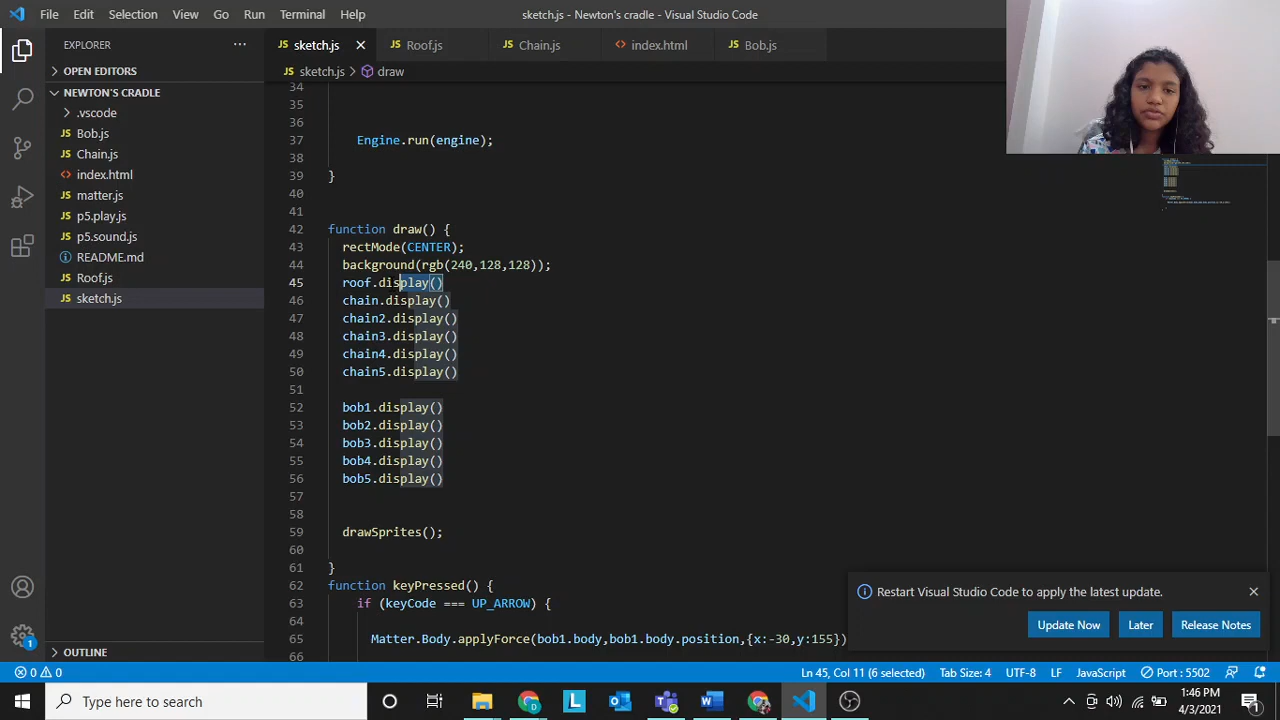 File Edit Selection View Go Run Terminal Help
sketch.js - Newton's cradle - Visual Studio Code
EXPLORER
OPEN EDITORS
NEWTON'S CRADLE
.vscode
JS Bob.js
JS Chain.js
<> index.html
JS matter.js
JS p5.play.js
JS p5.sound.js
README.md
JS Roof.js
JS sketch.js
OUTLINE
JS sketch.js
JS Roof.js
JS Chain.js
<> index.html
JS Bob.js
JS sketch.js > draw
34
35
36
37 Engine.run(engine);
38
39 }
40
41
42 function draw() {
43 rectMode(CENTER);
44 background(rgb(240,128,128));
45 roof.display()
46 chain.display()
47 chain2.display()
48 chain3.display()
49 chain4.display()
50 chain5.display()
51
52 bob1.display()
53 bob2.display()
54 bob3.display()
55 bob4.display()
56 bob5.display()
57
58
59 drawSprites();
60
61 }
62 function keyPressed() {
63 if (keyCode === UP_ARROW) {
64
65 Matter.Body.applyForce(bob1.body,bob1.body.position,{x:-30,y:155})
66
Restart Visual Studio Code to apply the latest update.
Update Now
Later
Release Notes
1
0 0
Ln 45, Col 11 (6 selected)
Tab Size: 4
UTF-8
LF
JavaScript
Port : 5502
Type here to search
L
1:46 PM
4/3/2021
1